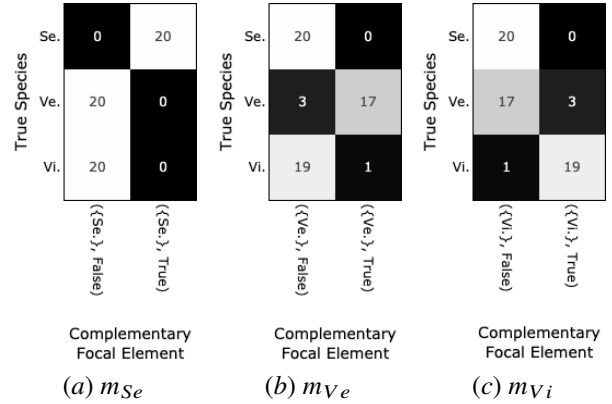 Se. 0 20
Ve. 20 0
Vi. 20 0
True Species
({Se.}, False)
({Se.}, True)
Complementary
Focal Element
(a) m_Se
Se. 20 0
Ve. 3 17
Vi. 19 1
True Species
({Ve.}, False)
({Ve.}, True)
Complementary
Focal Element
(b) m_Ve
Se. 20 0
Ve. 17 3
Vi. 1 19
True Species
({Vi.}, False)
({Vi.}, True)
Complementary
Focal Element
(c) m_Vi